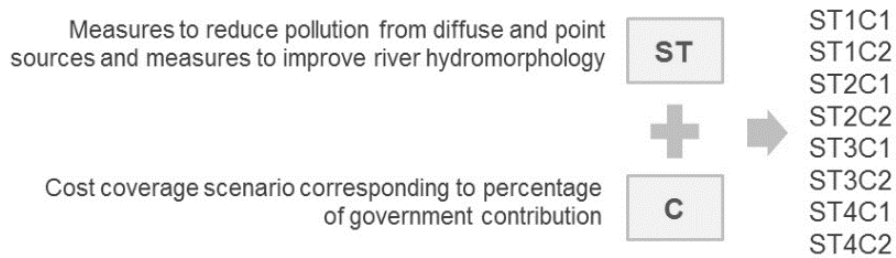 Measures to reduce pollution from diffuse and point
sources and measures to improve river hydromorphology
ST
Cost coverage scenario corresponding to percentage
of government contribution
C
ST1C1
ST1C2
ST2C1
ST2C2
ST3C1
ST3C2
ST4C1
ST4C2